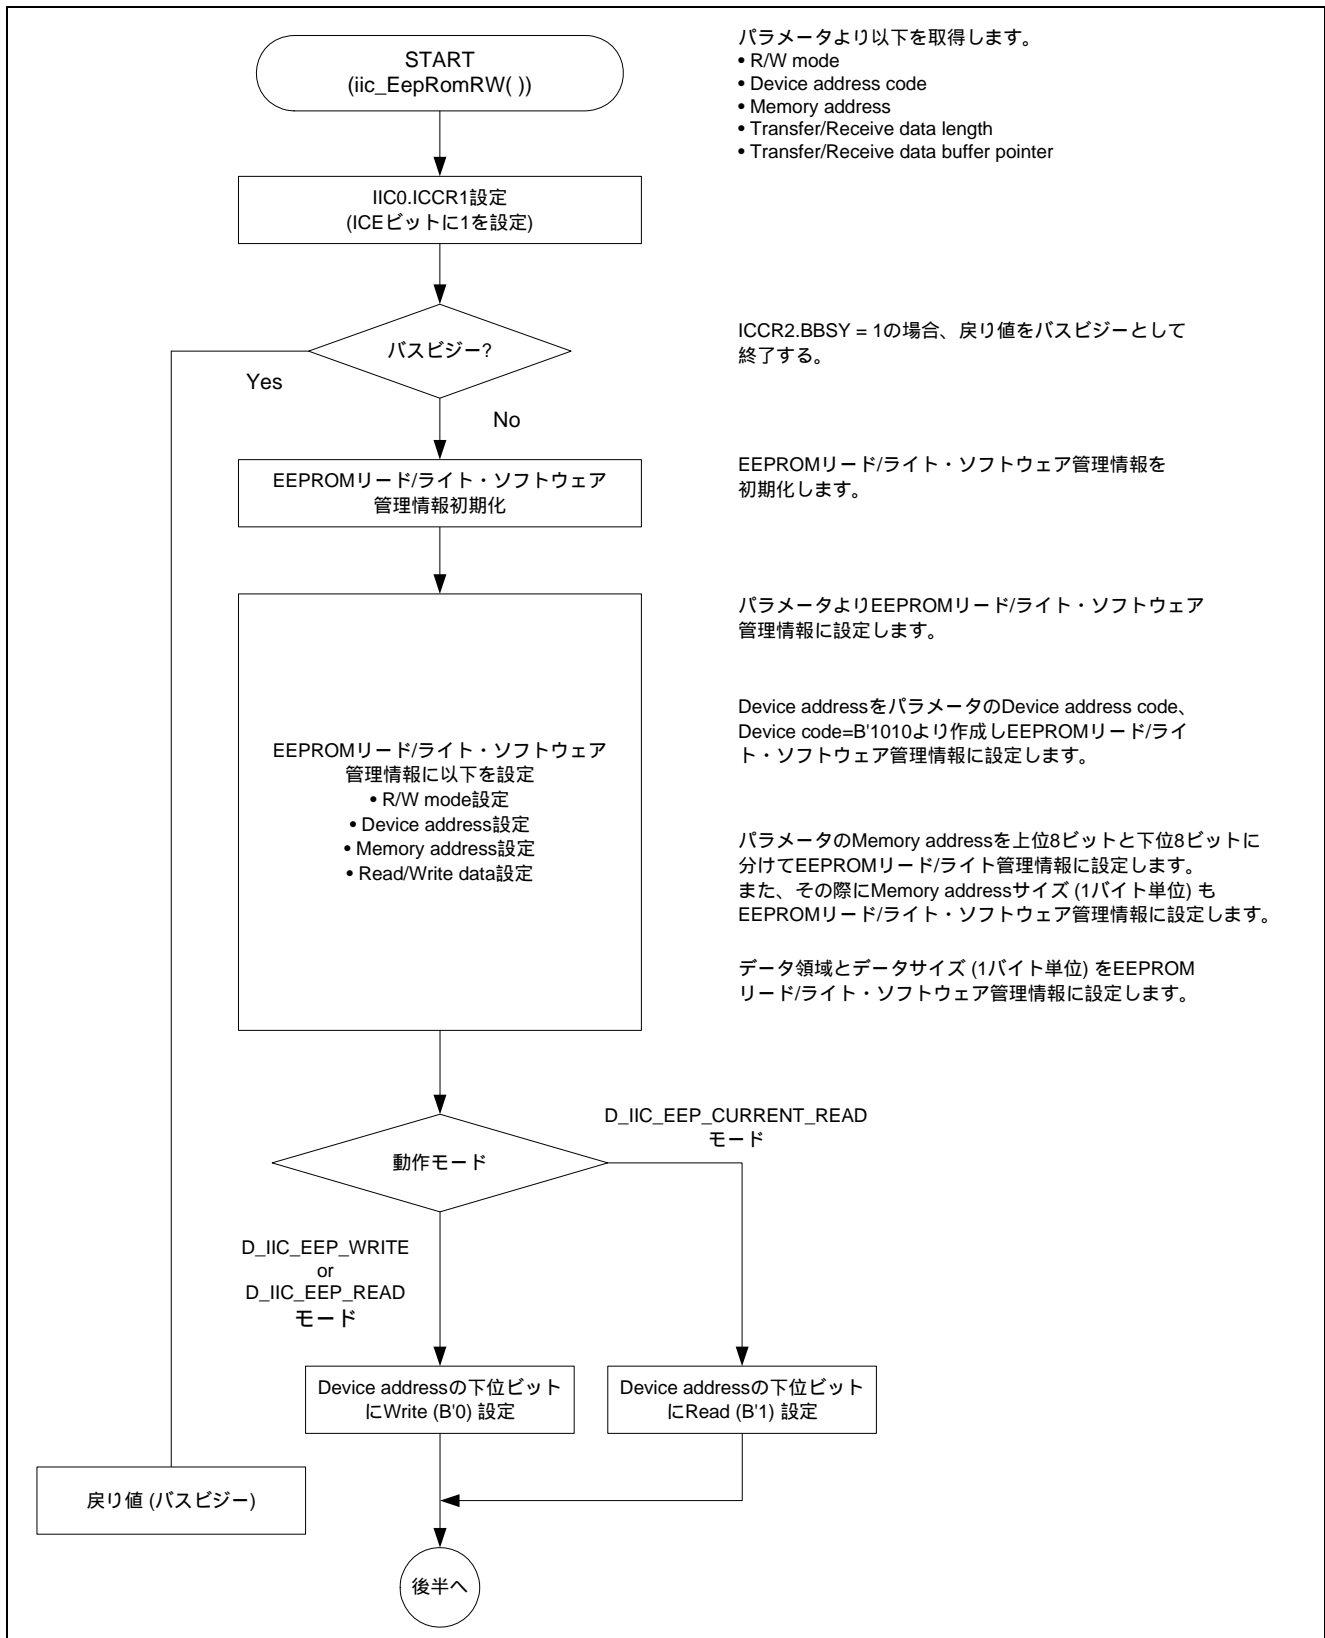 START
(iic_EepRomRW( ))
パラメータより以下を取得します。
• R/W mode
• Device address code
• Memory address
• Transfer/Receive data length
• Transfer/Receive data buffer pointer
IIC0.ICCR1設定
(ICEビットに1を設定)
バスビジー?
Yes
No
ICCR2.BBSY = 1の場合、戻り値をバスビジーとして
終了する。
EEPROMリード/ライト・ソフトウェア
管理情報初期化
EEPROMリード/ライト・ソフトウェア管理情報を
初期化します。
EEPROMリード/ライト・ソフトウェア
管理情報に以下を設定
• R/W mode設定
• Device address設定
• Memory address設定
• Read/Write data設定
パラメータよりEEPROMリード/ライト・ソフトウェア
管理情報に設定します。
Device addressをパラメータのDevice address code、
Device code=B'1010より作成しEEPROMリード/ライ
ト・ソフトウェア管理情報に設定します。
パラメータのMemory addressを上位8ビットと下位8ビットに
分けてEEPROMリード/ライト管理情報に設定します。
また、その際にMemory addressサイズ (1バイト単位) も
EEPROMリード/ライト・ソフトウェア管理情報に設定します。
データ領域とデータサイズ (1バイト単位) をEEPROM
リード/ライト・ソフトウェア管理情報に設定します。
動作モード
D_IIC_EEP_CURRENT_READ
モード
D_IIC_EEP_WRITE
or
D_IIC_EEP_READ
モード
Device addressの下位ビット
にWrite (B'0) 設定
Device addressの下位ビット
にRead (B'1) 設定
戻り値 (バスビジー)
後半へ